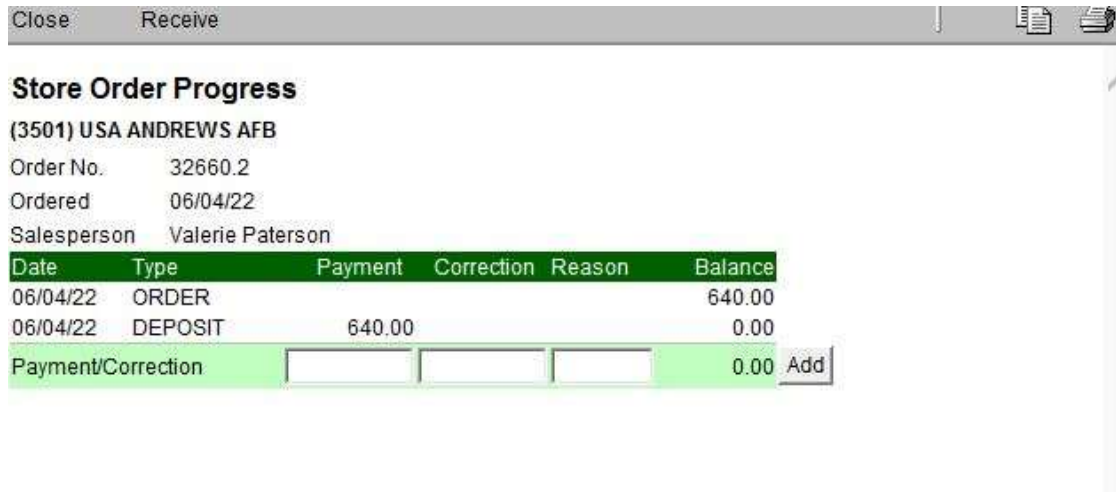 Close Receive
Store Order Progress
(3501) USA ANDREWS AFB
Order No. 32660.2
Ordered 06/04/22
Salesperson Valerie Paterson
Date Type Payment Correction Reason Balance
06/04/22 ORDER 640.00
06/04/22 DEPOSIT 640.00 0.00
Payment/Correction 0.00 Add